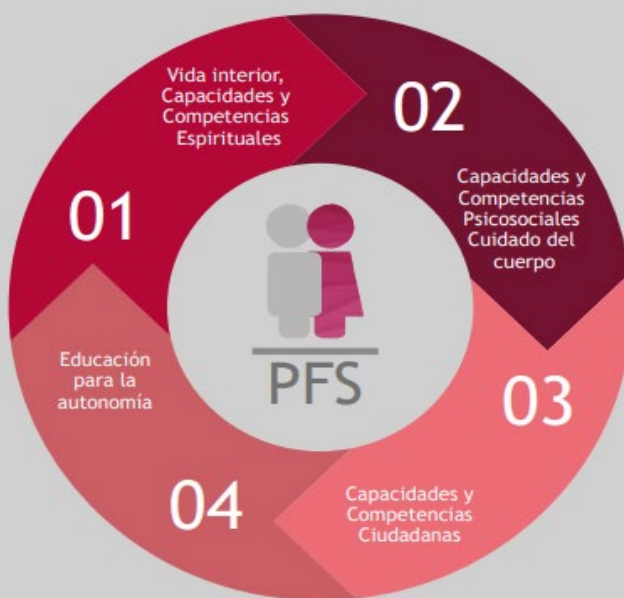 Vida interior,
Capacidades y
Competencias
Espirituales
01
02
Capacidades y
Competencias
Psicosociales
Cuidado del
cuerpo
03
Capacidades y
Competencias
Ciudadanas
04
Educación
para la
autonomía
PFS